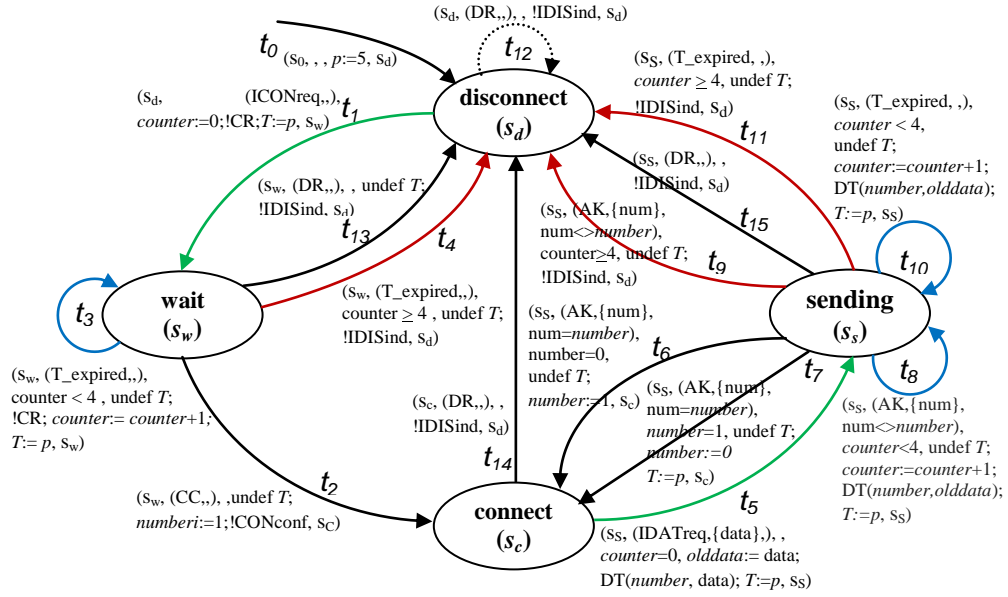 t0 (s0, , , p:=5, sd)
(sd, (DR,,), , !IDISind, sd)
t12
disconnect
(sd)
(sd, (ICONreq,,),
counter:=0;!CR;T:=p, sw)
t1
(sS, (T_expired, ,),
counter ≥ 4, undef T;
!IDISind, sd)
t11
(sS, (T_expired, ,),
counter < 4,
undef T;
counter:=counter+1;
DT(number,olddata);
T:=p, sS)
t10
(sw, (DR,,), , undef T;
!IDISind, sd)
t13
t4
(sS, (DR,,), ,
!IDISind, sd)
t15
(sS, (AK,{num},
num<>number),
counter≥4, undef T;
!IDISind, sd)
t9
wait
(sw)
t3
(sw, (T_expired,,),
counter ≥ 4 , undef T;
!IDISind, sd)
sending
(sS)
(sS, (AK,{num},
num=number),
number=0,
undef T;
number:=1, sc)
t6
t7
t8
(sw, (T_expired,,),
counter < 4 , undef T;
!CR; counter:= counter+1;
T:= p, sw)
(sc, (DR,,), ,
!IDISind, sd)
t14
(sS, (AK,{num},
num=number),
number=1, undef T;
number:=0
T:=p, sc)
(sS, (AK,{num},
num<>number),
counter<4, undef T;
counter:=counter+1;
DT(number,olddata);
T:=p, sS)
t2
(sw, (CC,,), ,undef T;
numberi:=1;!CONconf, sC)
connect
(sc)
t5
(sS, (IDATreq,{data},), ,
counter=0, olddata:= data;
DT(number, data); T:=p, sS)